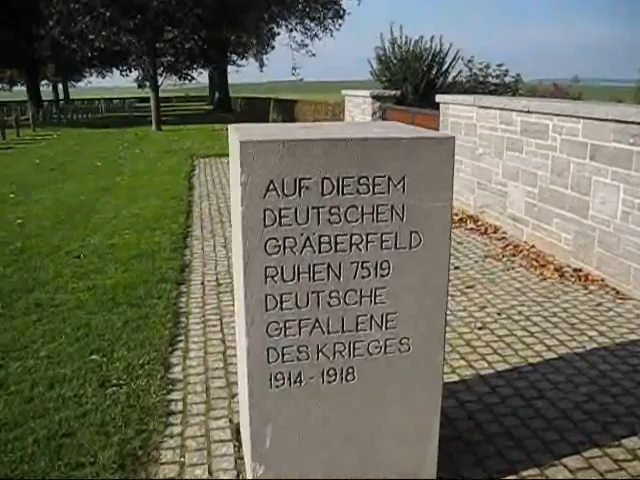 AUF DIESEM
DEUTSCHEN
GRÄBERFELD
RUHEN 7519
DEUTSCHE
GEFALLENE
DES KRIEGES
1914 - 1918